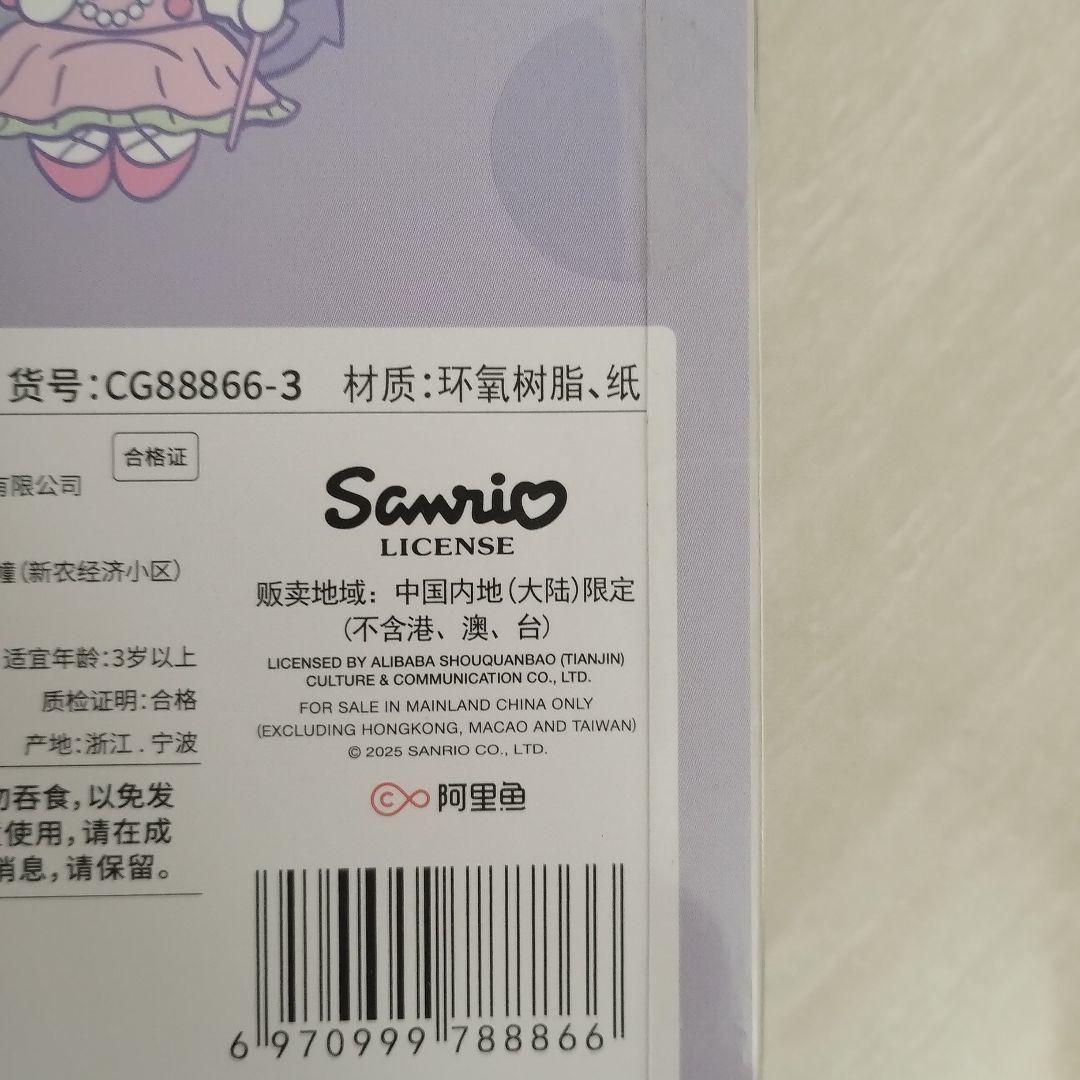 货号：CG88866-3 材质：环氧树脂、纸
合格证
有限公司
(新农经济小区)
适宜年龄：3岁以上
质检证明：合格
产地：浙江．宁波
吞食，以免发
使用，请在成
消息，请保留。
Sanrio
LICENSE
贩卖地域：中国内地（大陆）限定
（不含港、澳、台）
LICENSED BY ALIBABA SHOUQUANBAO (TIANJIN)
CULTURE & COMMUNICATION CO., LTD.
FOR SALE IN MAINLAND CHINA ONLY
(EXCLUDING HONGKONG, MACAO AND TAIWAN)
© 2025 SANRIO CO., LTD.
阿里鱼
6 970999 788866